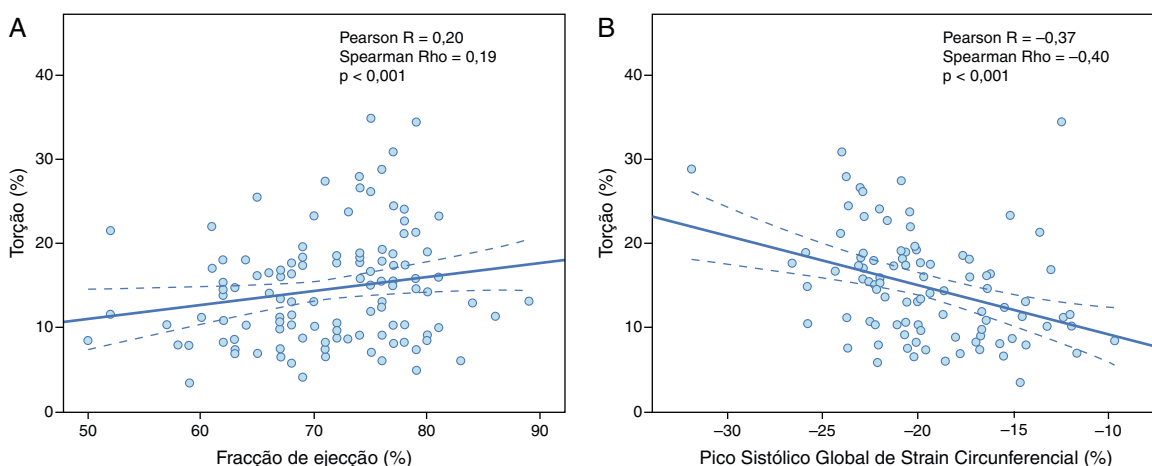 A
Pearson R = 0,20
Spearman Rho = 0,19
p < 0,001
Torção (%)
40
30
20
10
0
50 60 70 80 90
Fracção de ejecção (%)
B
Pearson R = –0,37
Spearman Rho = –0,40
p < 0,001
Torção (%)
40
30
20
10
0
–30 –25 –20 –15 –10
Pico Sistólico Global de Strain Circunferencial (%)